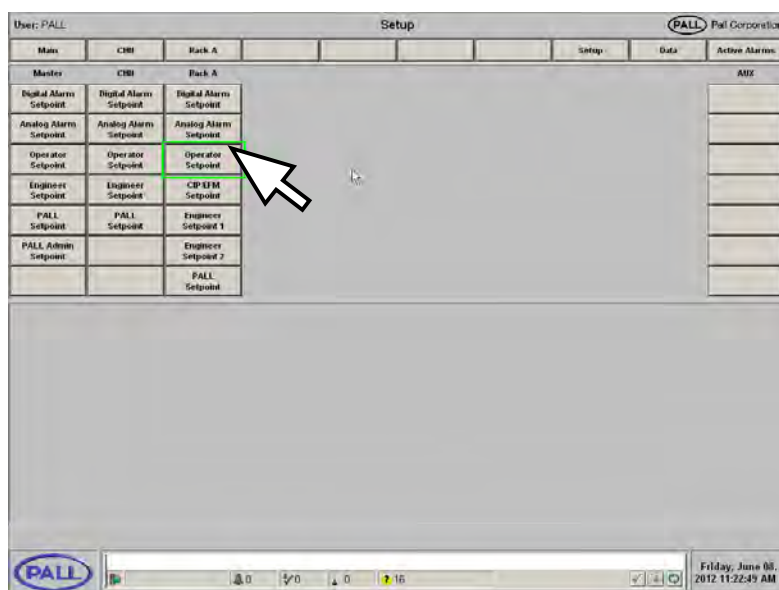 User: PALL
Setup
PALL Pall Corporation
Main CHB Rack A Setup Data Active Alarms
Master CHB Rack A AUX
Digital Alarm Setpoint
Digital Alarm Setpoint
Digital Alarm Setpoint
Analog Alarm Setpoint
Analog Alarm Setpoint
Analog Alarm Setpoint
Operator Setpoint
Operator Setpoint
Operator Setpoint
Engineer Setpoint
Engineer Setpoint
CIP/EFM Setpoint
PALL Setpoint
PALL Setpoint
Engineer Setpoint 1
PALL Admin Setpoint
Engineer Setpoint 2
PALL Setpoint
PALL
0 0 0 ? 16
Friday, June 08,
2012 11:22:49 AM